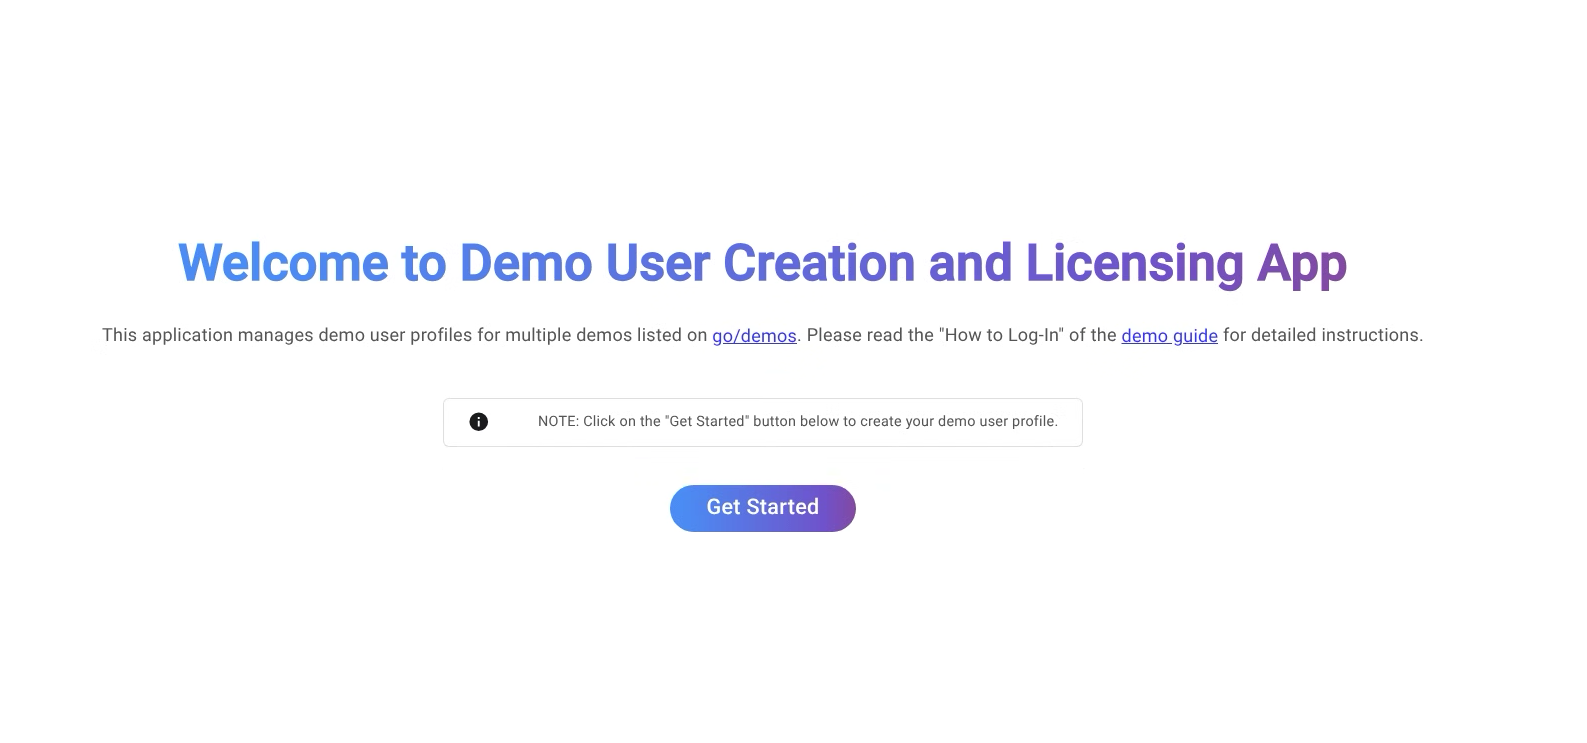 Welcome to Demo User Creation and Licensing App
This application manages demo user profiles for multiple demos listed on go/demos. Please read the "How to Log-In" of the demo guide for detailed instructions.
NOTE: Click on the "Get Started" button below to create your demo user profile.
Get Started